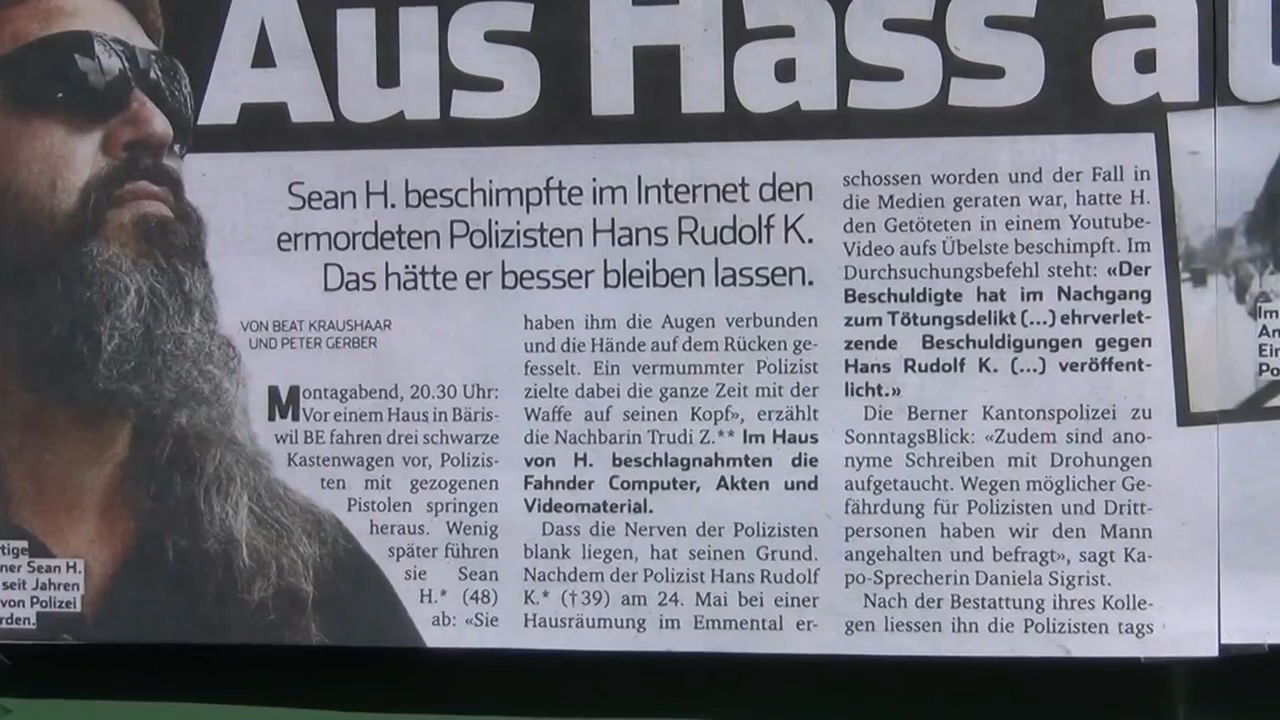 Aus Hass a
Sean H. beschimpfte im Internet den
ermordeten Polizisten Hans Rudolf K.
Das hätte er besser bleiben lassen.
VON BEAT KRAUSHAAR
UND PETER GERBER
Montagabend, 20.30 Uhr:
Vor einem Haus in Bäris-
wil BE fahren drei schwarze
Kastenwagen vor, Polizis-
ten mit gezogenen
Pistolen springen
heraus. Wenig
später führen
sie Sean
H.* (48)
ab: «Sie
haben ihm die Augen verbunden
und die Hände auf dem Rücken ge-
fesselt. Ein vermummter Polizist
zielte dabei die ganze Zeit mit der
Waffe auf seinen Kopf», erzählt
die Nachbarin Trudi Z.** Im Haus
von H. beschlagnahmten die
Fahnder Computer, Akten und
Videomaterial.
Dass die Nerven der Polizisten
blank liegen, hat seinen Grund.
Nachdem der Polizist Hans Rudolf
K.* (†39) am 24. Mai bei einer
Hausräumung im Emmental er-
schossen worden und der Fall in
die Medien geraten war, hatte H.
den Getöteten in einem Youtube-
Video aufs Übelste beschimpft. Im
Durchsuchungsbefehl steht: «Der
Beschuldigte hat im Nachgang
zum Tötungsdelikt (...) ehrverlet-
zende Beschuldigungen gegen
Hans Rudolf K. (...) veröffent-
licht.»
Die Berner Kantonspolizei zu
SonntagsBlick: «Zudem sind ano-
nyme Schreiben mit Drohungen
aufgetaucht. Wegen möglicher Ge-
fährdung für Polizisten und Dritt-
personen haben wir den Mann
angehalten und befragt», sagt Ka-
po-Sprecherin Daniela Sigrist.
Nach der Bestattung ihres Kolle-
gen liessen ihn die Polizisten tags
tige
ner Sean H.
seit Jahren
von Polizei
rden.
Im
An
Ein
Po